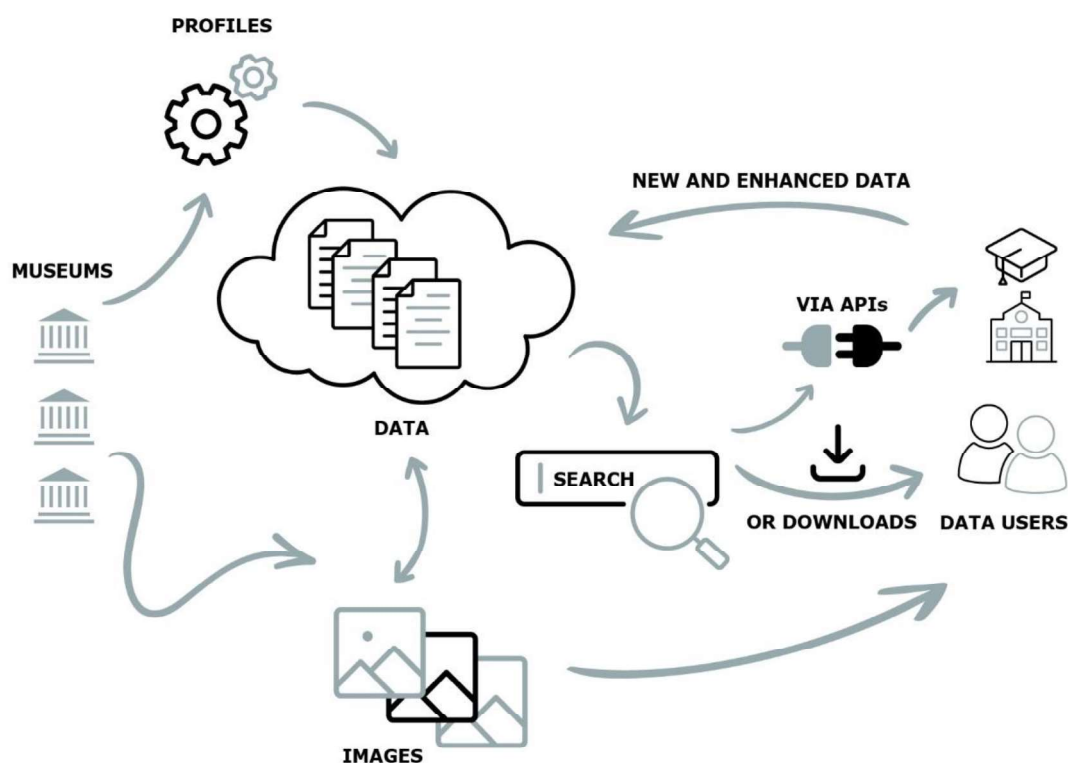 PROFILES
NEW AND ENHANCED DATA
MUSEUMS
VIA APIs
DATA
SEARCH
OR DOWNLOADS
DATA USERS
IMAGES